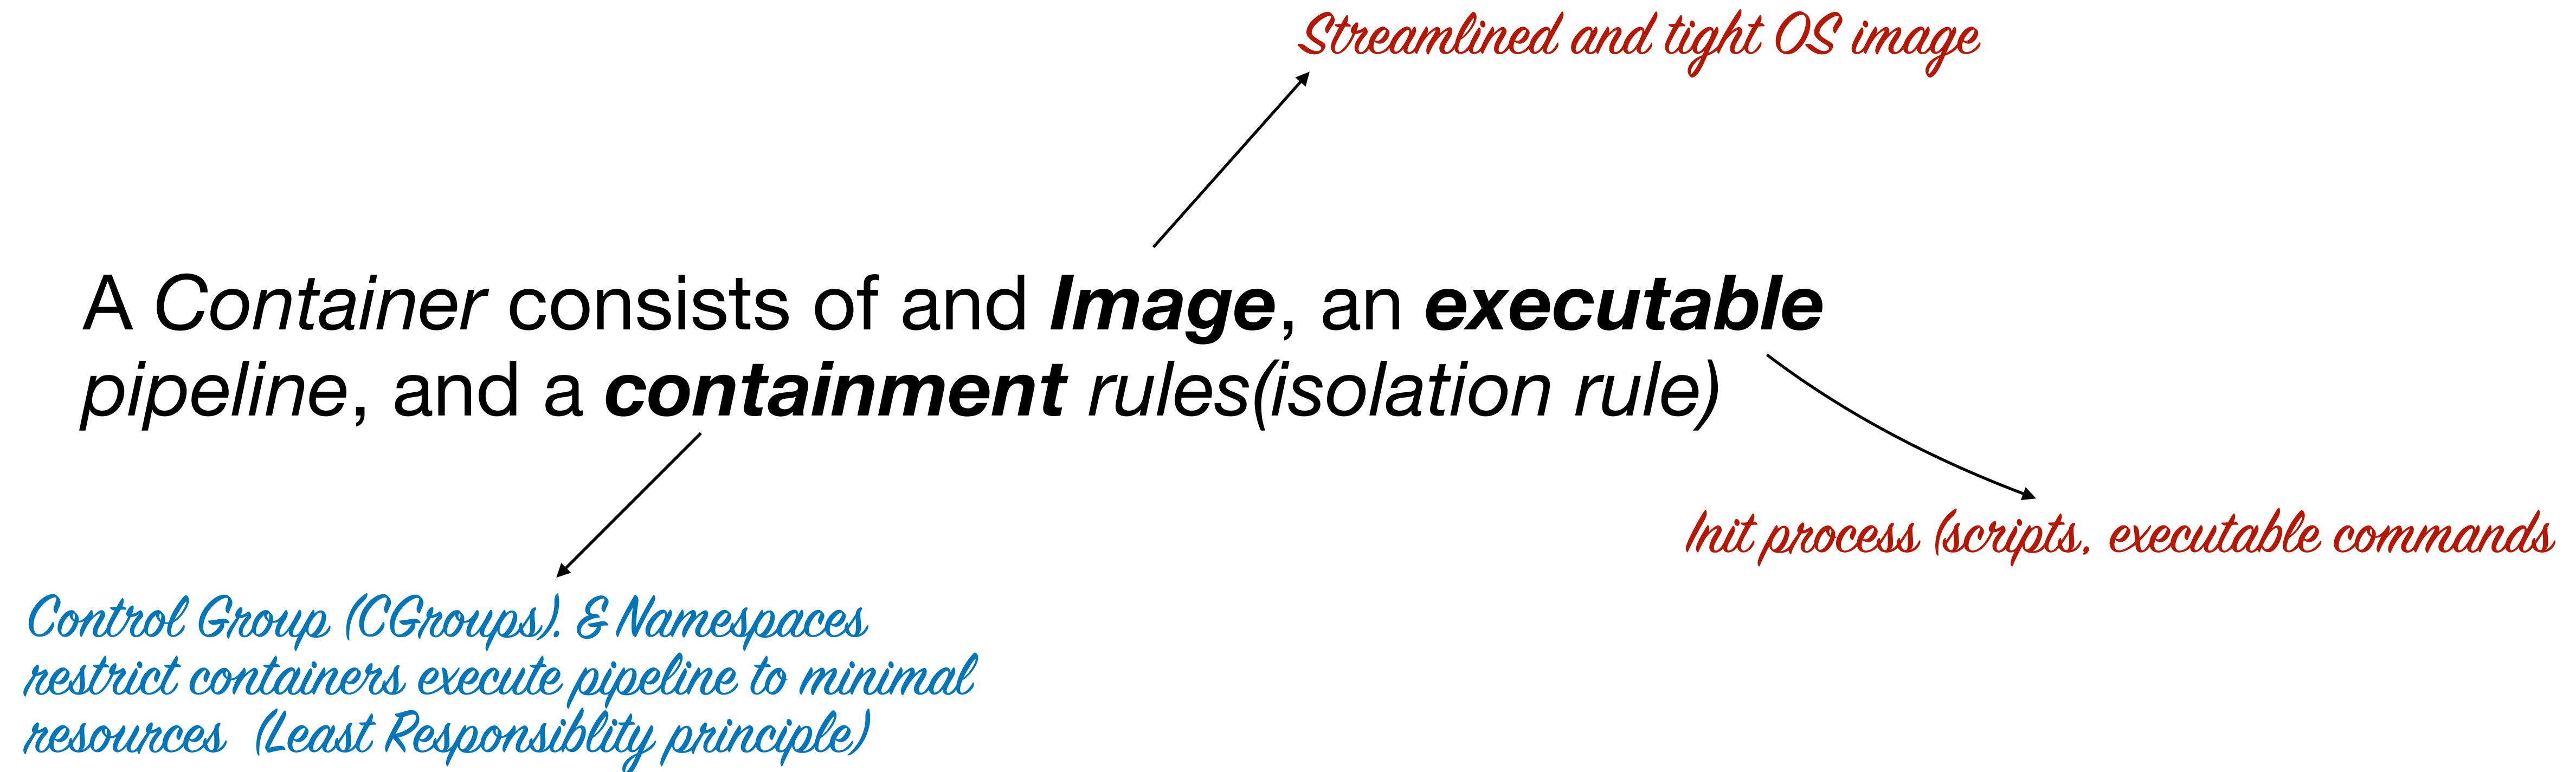 Streamlined and tight OS image
A Container consists of and Image, an executable
pipeline, and a containment rules(isolation rule)
Init process (scripts, executable commands
Control Group (CGroups). & Namespaces
restrict containers execute pipeline to minimal
resources (Least Responsiblity principle)